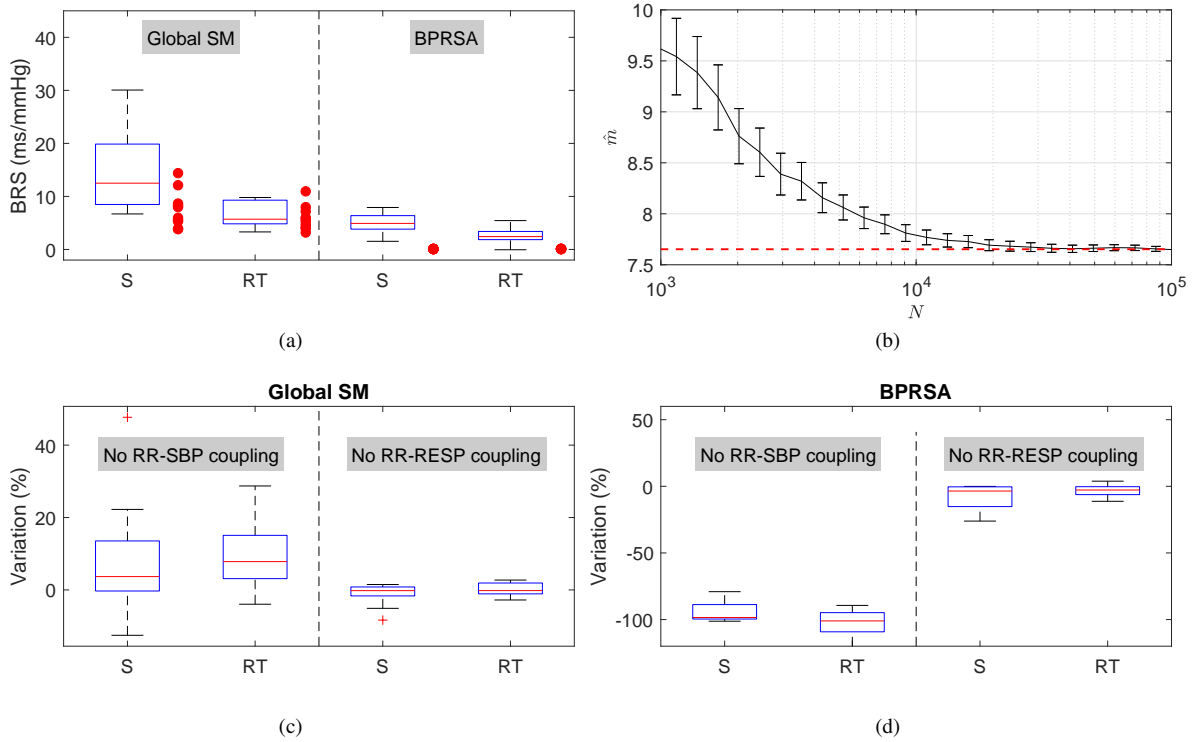 Global SM
BPRSA
BRS (ms/mmHg)
40
30
20
10
0
S
RT
S
RT
(a)
m̂
10
9.5
9
8.5
8
7.5
10³
10⁴
10⁵
N
(b)
Global SM
No RR-SBP coupling
No RR-RESP coupling
Variation (%)
40
20
0
S
RT
S
RT
(c)
BPRSA
No RR-SBP coupling
No RR-RESP coupling
Variation (%)
50
0
-50
-100
S
RT
S
RT
(d)